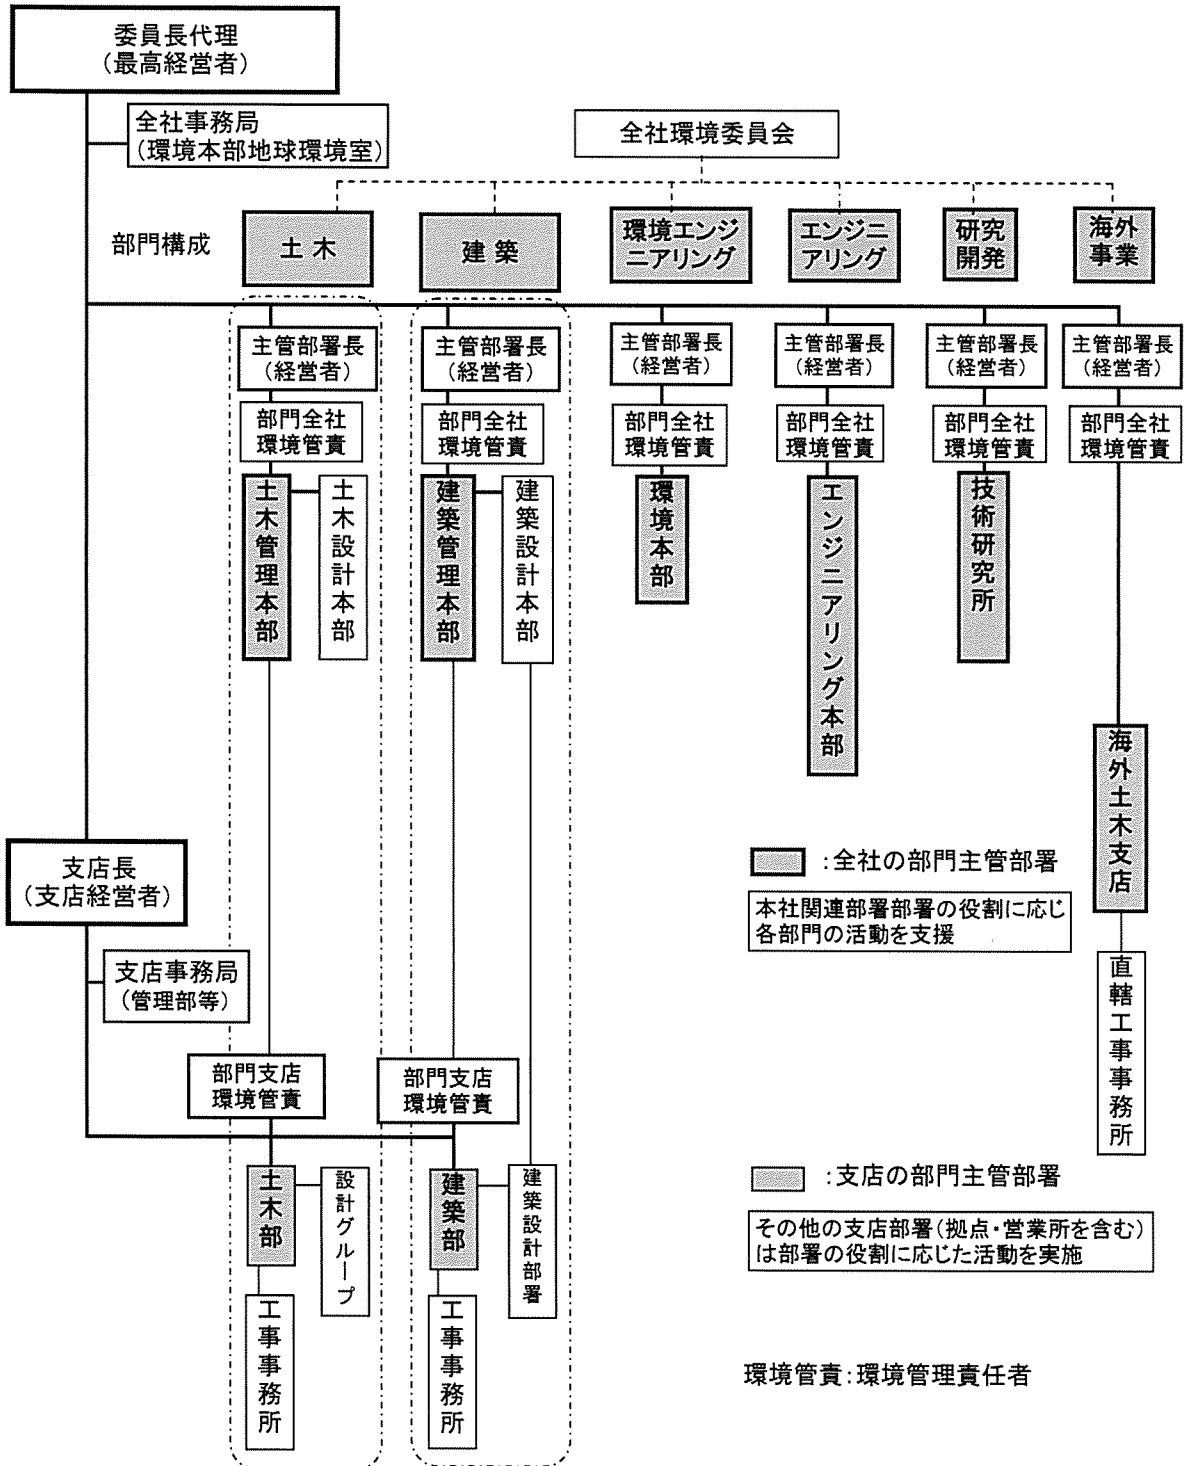 委員長代理
（最高経営者）
全社事務局
（環境本部地球環境室）
全社環境委員会
部門構成
土木
建築
環境エンジ
ニアリング
エンジニ
アリング
研究
開発
海外
事業
主管部署長
（経営者）
主管部署長
（経営者）
主管部署長
（経営者）
主管部署長
（経営者）
主管部署長
（経営者）
主管部署長
（経営者）
部門全社
環境管責
部門全社
環境管責
部門全社
環境管責
部門全社
環境管責
部門全社
環境管責
部門全社
環境管責
土木管理本部
土木設計本部
建築管理本部
建築設計本部
環境本部
エンジニアリング本部
技術研究所
海外土木支店
直轄工事事務所
支店長
（支店経営者）
支店事務局
（管理部等）
：全社の部門主管部署
本社関連部署部署の役割に応じ
各部門の活動を支援
部門支店
環境管責
部門支店
環境管責
土木部
設計グループ
建築部
建築設計部署
工事事務所
工事事務所
：支店の部門主管部署
その他の支店部署（拠点・営業所を含む）
は部署の役割に応じた活動を実施
環境管責：環境管理責任者